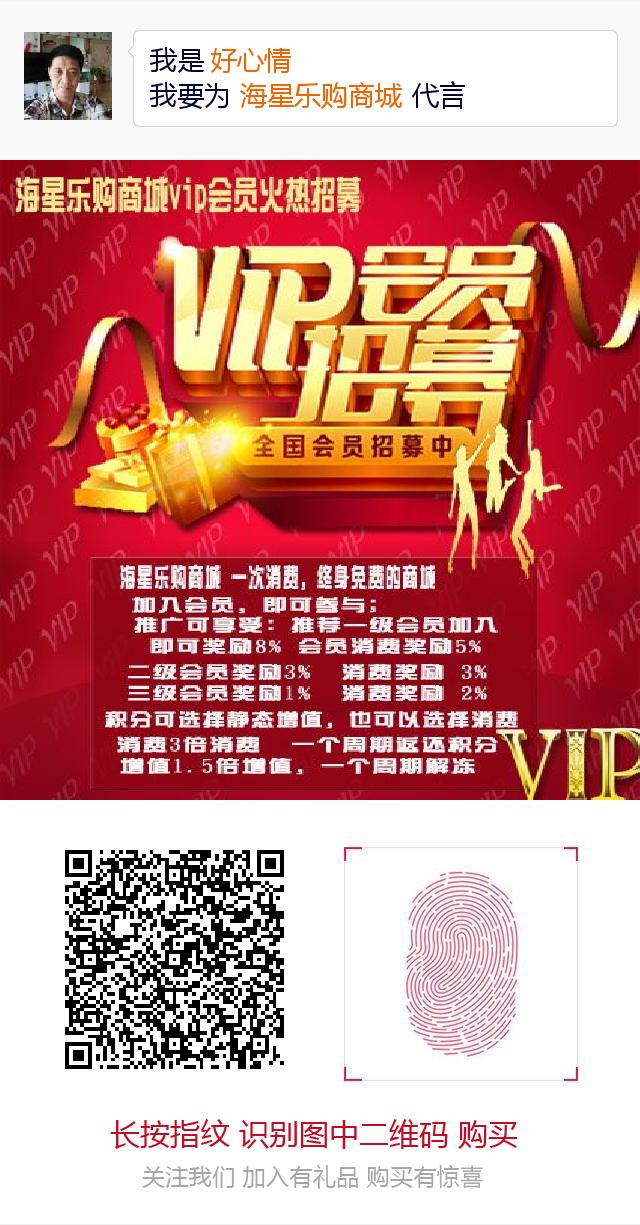 我是 好心情
我要为 海星乐购商城 代言
海星乐购商城vip会员火热招募
VIP会员
招募
全国会员招募中
海星乐购商城 一次消费，终身免费的商城
加入会员，即可参与；
推广可享受：推荐一级会员加入
即可奖励8% 会员消费奖励5%
二级会员奖励3% 消费奖励 3%
三级会员奖励1% 消费奖励 2%
积分可选择静态增值，也可以选择消费
消费3倍消费 一个周期返还积分
增值1.5倍增值，一个周期解冻
VIP
长按指纹 识别图中二维码 购买
关注我们 加入有礼品 购买有惊喜